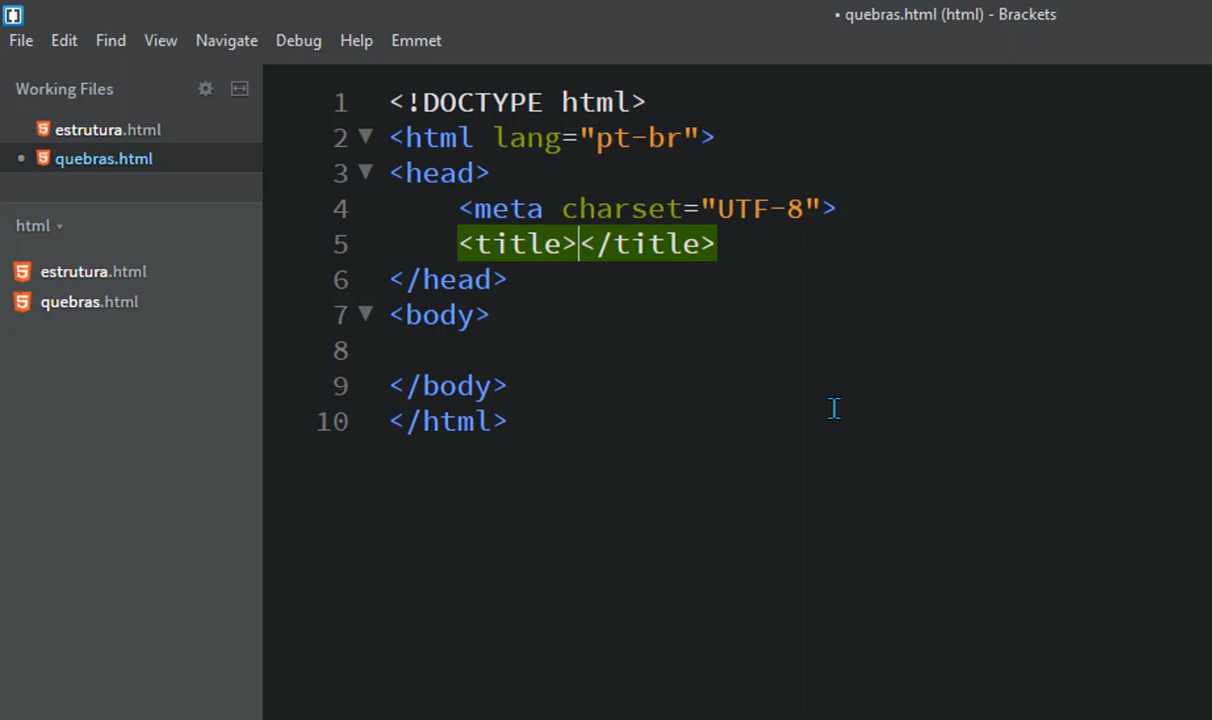 • quebras.html (html) - Brackets
File Edit Find View Navigate Debug Help Emmet
Working Files
estrutura.html
• quebras.html
html
estrutura.html
quebras.html
1 <!DOCTYPE html>
2 <html lang="pt-br">
3 <head>
4 <meta charset="UTF-8">
5 <title></title>
6 </head>
7 <body>
8
9 </body>
10 </html>